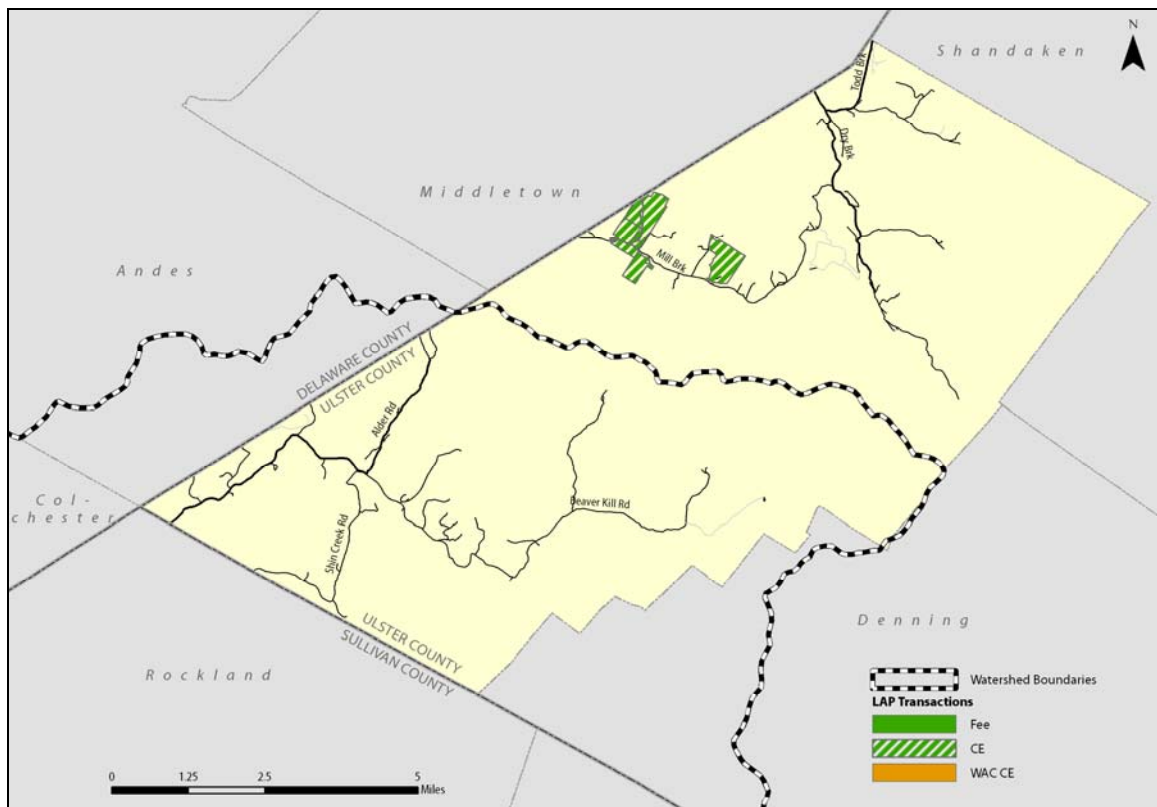 N
Shandaken
Todd Brk
Dry Brk
Middletown
Mill Brk
Andes
DELAWARE COUNTY
ULSTER COUNTY
Alder Rd
Col-
chester
Beaver Kill Rd
Shin Creek Rd
ULSTER COUNTY
SULLIVAN COUNTY
Denning
Rockland
Watershed Boundaries
LAP Transactions
Fee
CE
WAC CE
0 1.25 2.5 5
Miles